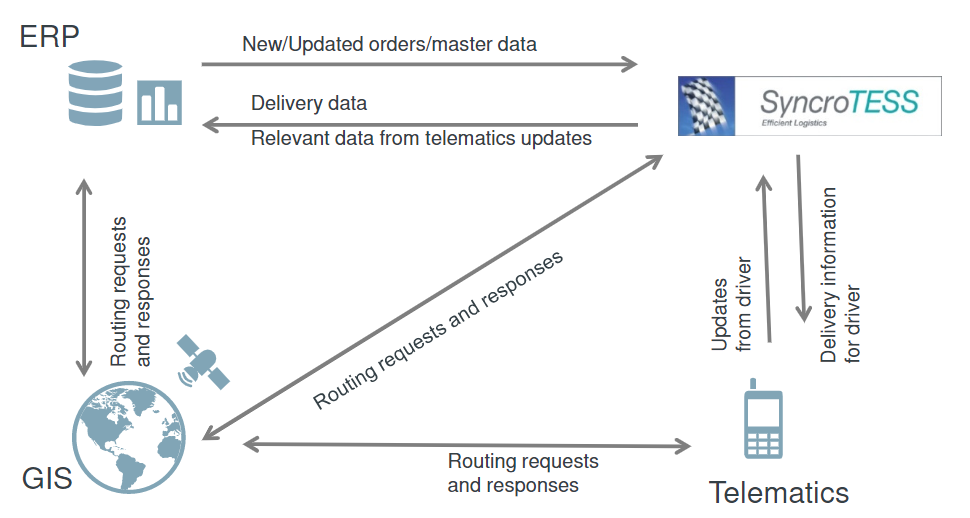 ERP
New/Updated orders/master data
Delivery data
Relevant data from telematics updates
SyncroTESS
Efficient Logistics
Routing requests
and responses
Routing requests and responses
Updates
from driver
Delivery information
for driver
GIS
Routing requests
and responses
Telematics